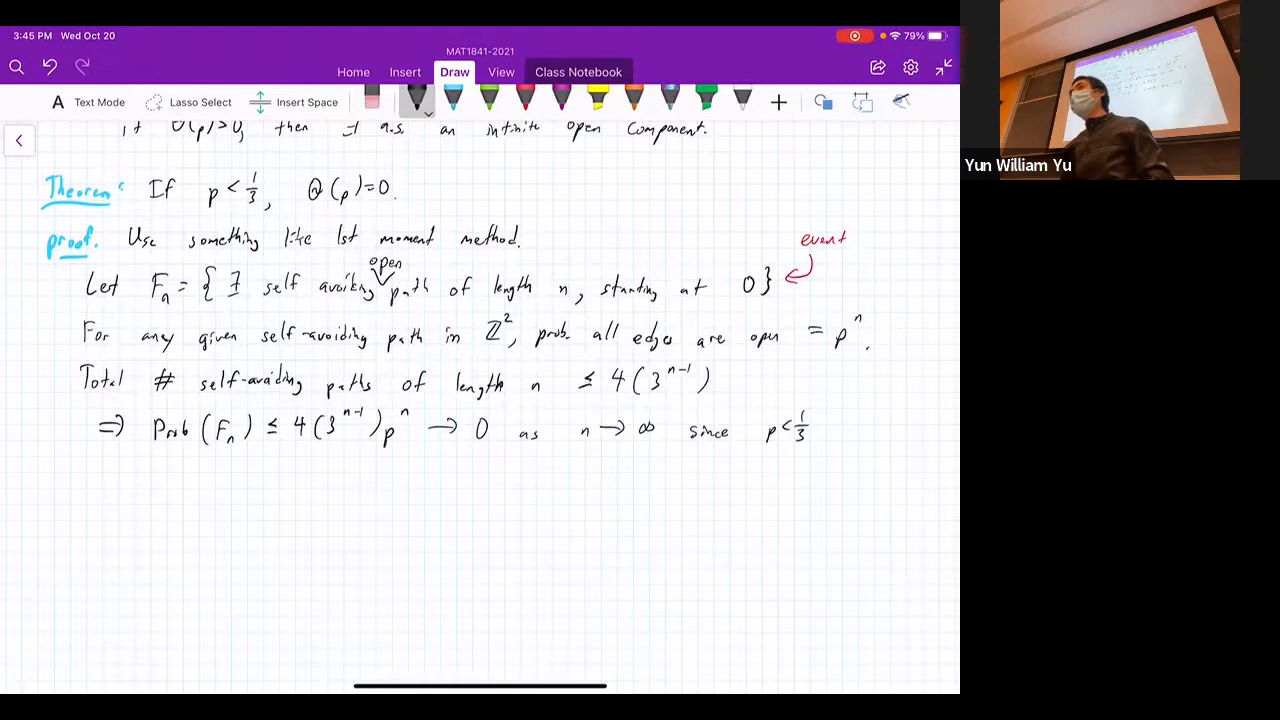 3:45 PM Wed Oct 20
79%
MAT1841-2021
Home Insert Draw View Class Notebook
A Text Mode Lasso Select Insert Space
if Θ(p)>0, then ∃ a.s. an infinite open component.
Theorem: If p < 1/3, Θ(p)=0.
proof. Use something like 1st moment method.
event
open
Let Fₙ = { ∃ self avoiding path of length n, starting at 0}
For any given self-avoiding path in ℤ², prob. all edges are open = pⁿ.
Total # self-avoiding paths of length n ≤ 4(3ⁿ⁻¹)
⇒ Prob(Fₙ) ≤ 4(3ⁿ⁻¹)pⁿ → 0 as n → ∞ since p < 1/3
Yun William Yu